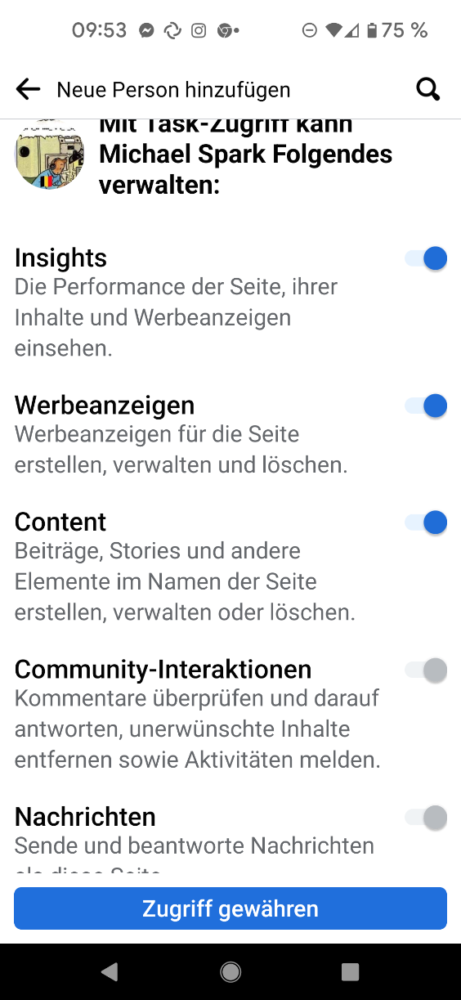 09:53
75 %
Neue Person hinzufügen
Mit Task-Zugriff kann
Michael Spark Folgendes
verwalten:
Insights
Die Performance der Seite, ihrer
Inhalte und Werbeanzeigen
einsehen.
Werbeanzeigen
Werbeanzeigen für die Seite
erstellen, verwalten und löschen.
Content
Beiträge, Stories und andere
Elemente im Namen der Seite
erstellen, verwalten oder löschen.
Community-Interaktionen
Kommentare überprüfen und darauf
antworten, unerwünschte Inhalte
entfernen sowie Aktivitäten melden.
Nachrichten
Sende und beantworte Nachrichten
als diese Seite
Zugriff gewähren